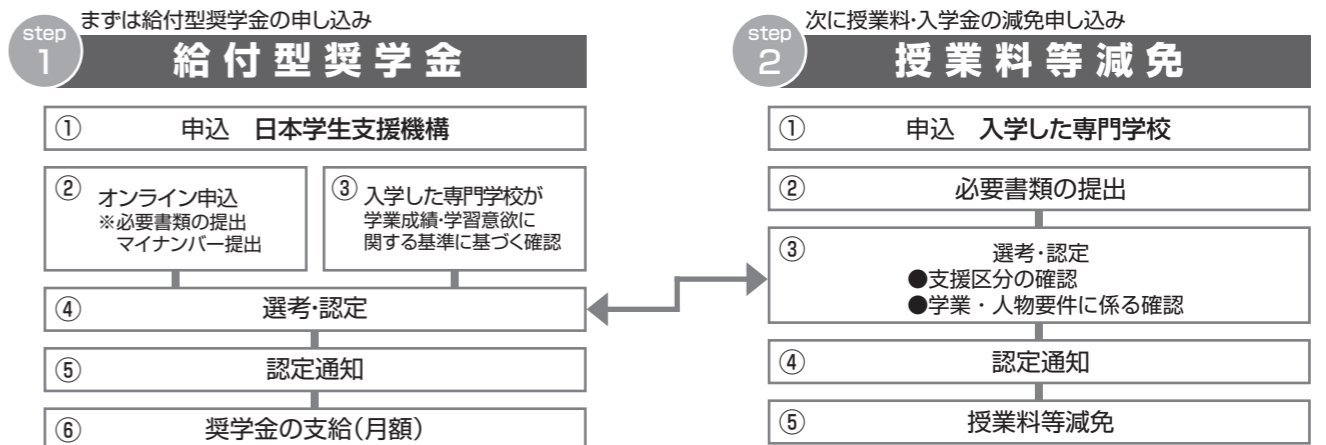 step
1
まずは給付型奨学金の申し込み
給付型奨学金
① 申込 日本学生支援機構
② オンライン申込
※必要書類の提出
マイナンバー提出
③ 入学した専門学校が
学業成績・学習意欲に
関する基準に基づく確認
④ 選考・認定
⑤ 認定通知
⑥ 奨学金の支給(月額)
step
2
次に授業料・入学金の減免申し込み
授業料等減免
① 申込 入学した専門学校
② 必要書類の提出
③ 選考・認定
●支援区分の確認
●学業・人物要件に係る確認
④ 認定通知
⑤ 授業料等減免